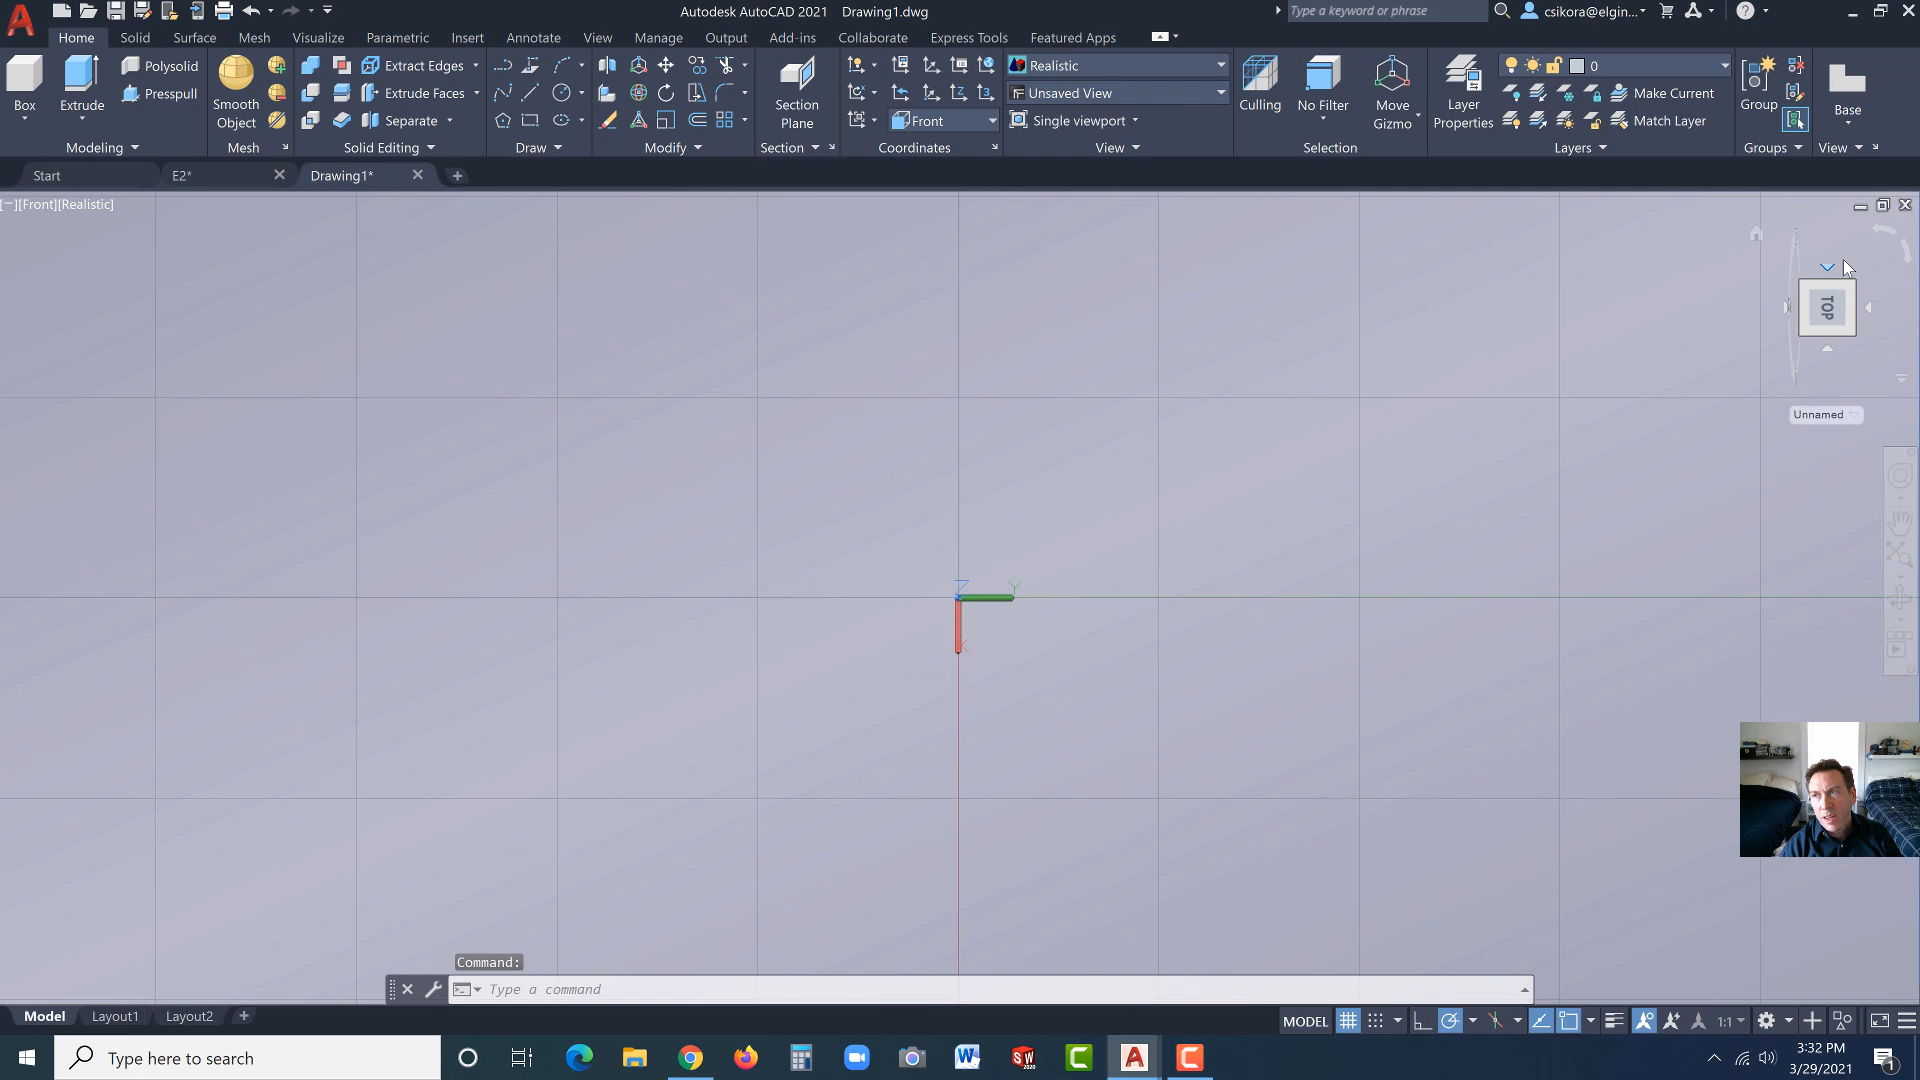 Autodesk AutoCAD 2021 Drawing1.dwg
Type a keyword or phrase
csikora@elgin...
Home Solid Surface Mesh Visualize Parametric Insert Annotate View Manage Output Add-ins Collaborate Express Tools Featured Apps
Box
Extrude
Polysolid
Presspull
Modeling
Smooth
Object
Mesh
Extract Edges
Extrude Faces
Separate
Solid Editing
Draw
Modify
Section
Plane
Section
Front
Coordinates
Realistic
Unsaved View
Single viewport
View
Culling
No Filter
Move
Gizmo
Selection
Layer
Properties
0
Make Current
Match Layer
Layers
Group
Groups
Base
View
Start E2* Drawing1*
[−][Front][Realistic]
TOP
Unnamed
Z Y
X
Command:
Type a command
Model Layout1 Layout2
MODEL 1:1
Type here to search
3:32 PM
3/29/2021
1